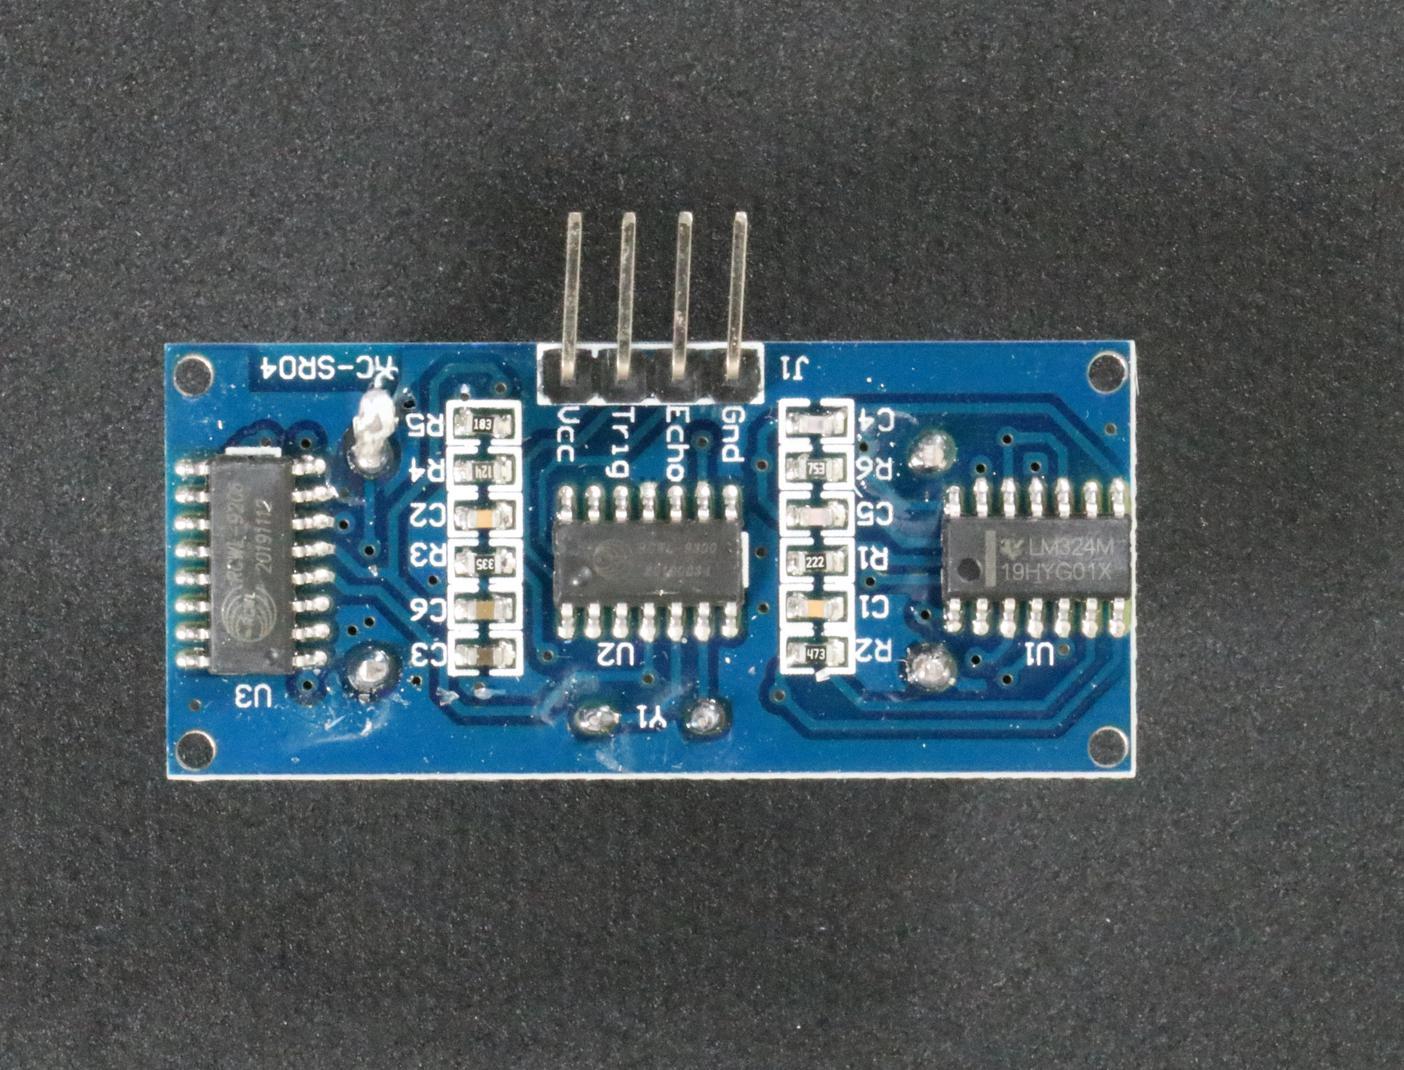 HC-SR04
J1
Vcc
Trig
Echo
Gnd
R5
103
R4
124
C2
R3
335
C6
C3
C4
R6
C5
R1
222
C1
R2
473
U3
U2
U1
Y1
LM324M
19HYG01X